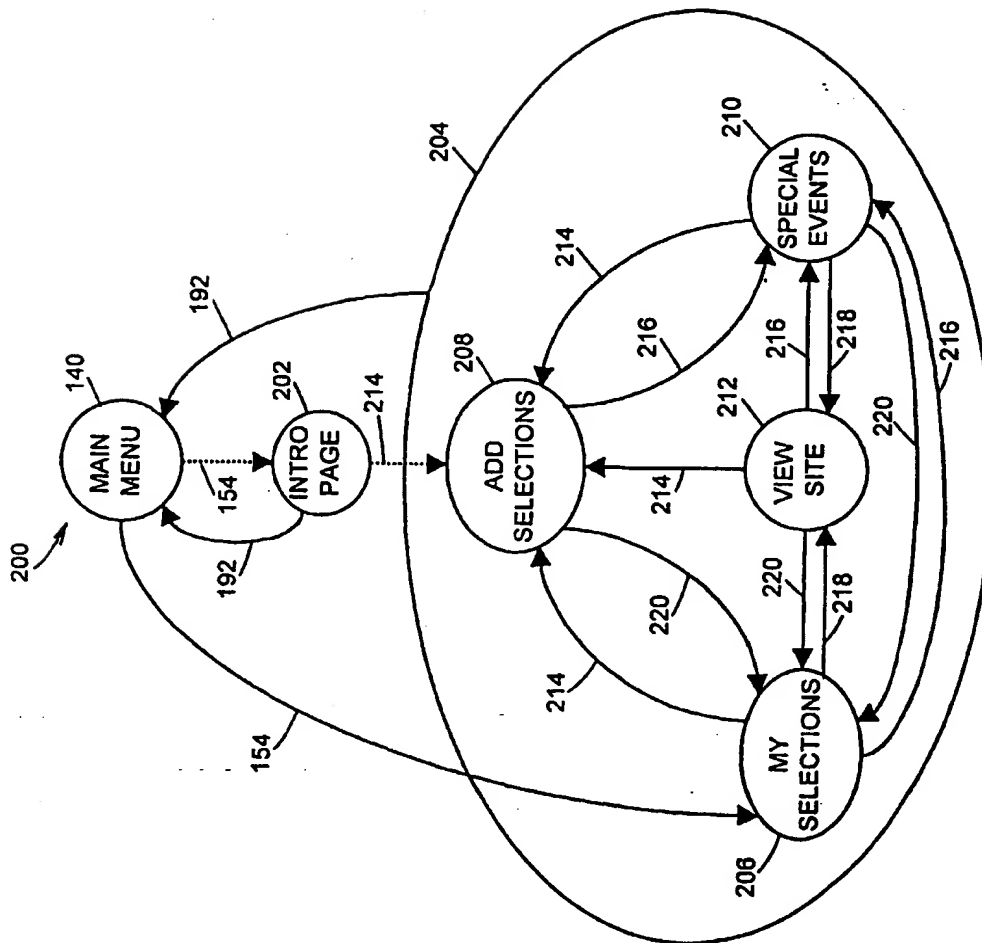 200
MAIN
MENU
140
192
154
192
INTRO
PAGE
202
214
154
204
ADD
SELECTIONS
208
214
216
214
220
214
SPECIAL
EVENTS
210
VIEW
SITE
212
216
218
220
218
MY
SELECTIONS
206
220
216